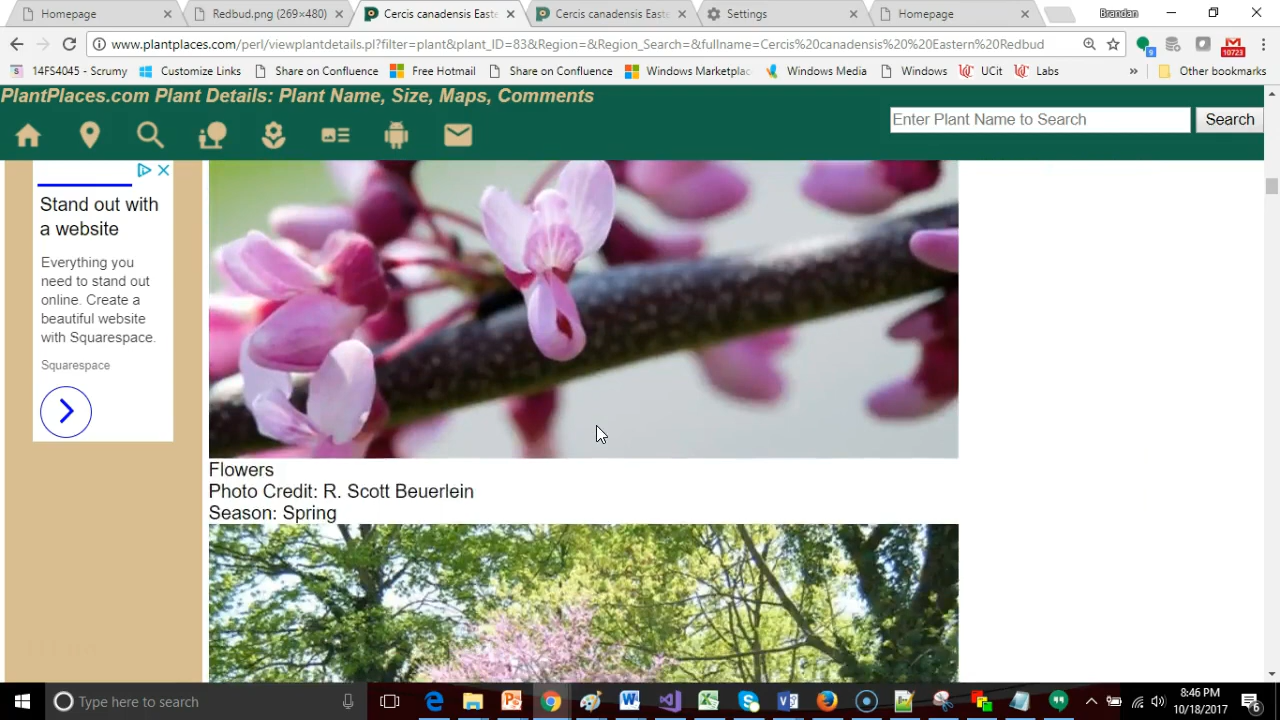 Homepage
Redbud.png (269×480)
Cercis canadensis Easte
Cercis canadensis Easte
Settings
Homepage
Brandan
www.plantplaces.com/perl/viewplantdetails.pl?filter=plant&plant_ID=83&Region=&Region_Search=&fullname=Cercis%20canadensis%20%20Eastern%20Redbud
9
10723
14FS4045 - Scrumy
Customize Links
Share on Confluence
Free Hotmail
Share on Confluence
Windows Marketplac
Windows Media
Windows
UCit
Labs
»
Other bookmarks
PlantPlaces.com Plant Details: Plant Name, Size, Maps, Comments
Enter Plant Name to Search
Search
Stand out with
a website
Everything you
need to stand out
online. Create a
beautiful website
with Squarespace.
Squarespace
Flowers
Photo Credit: R. Scott Beuerlein
Season: Spring
Type here to search
8:46 PM
10/18/2017
6